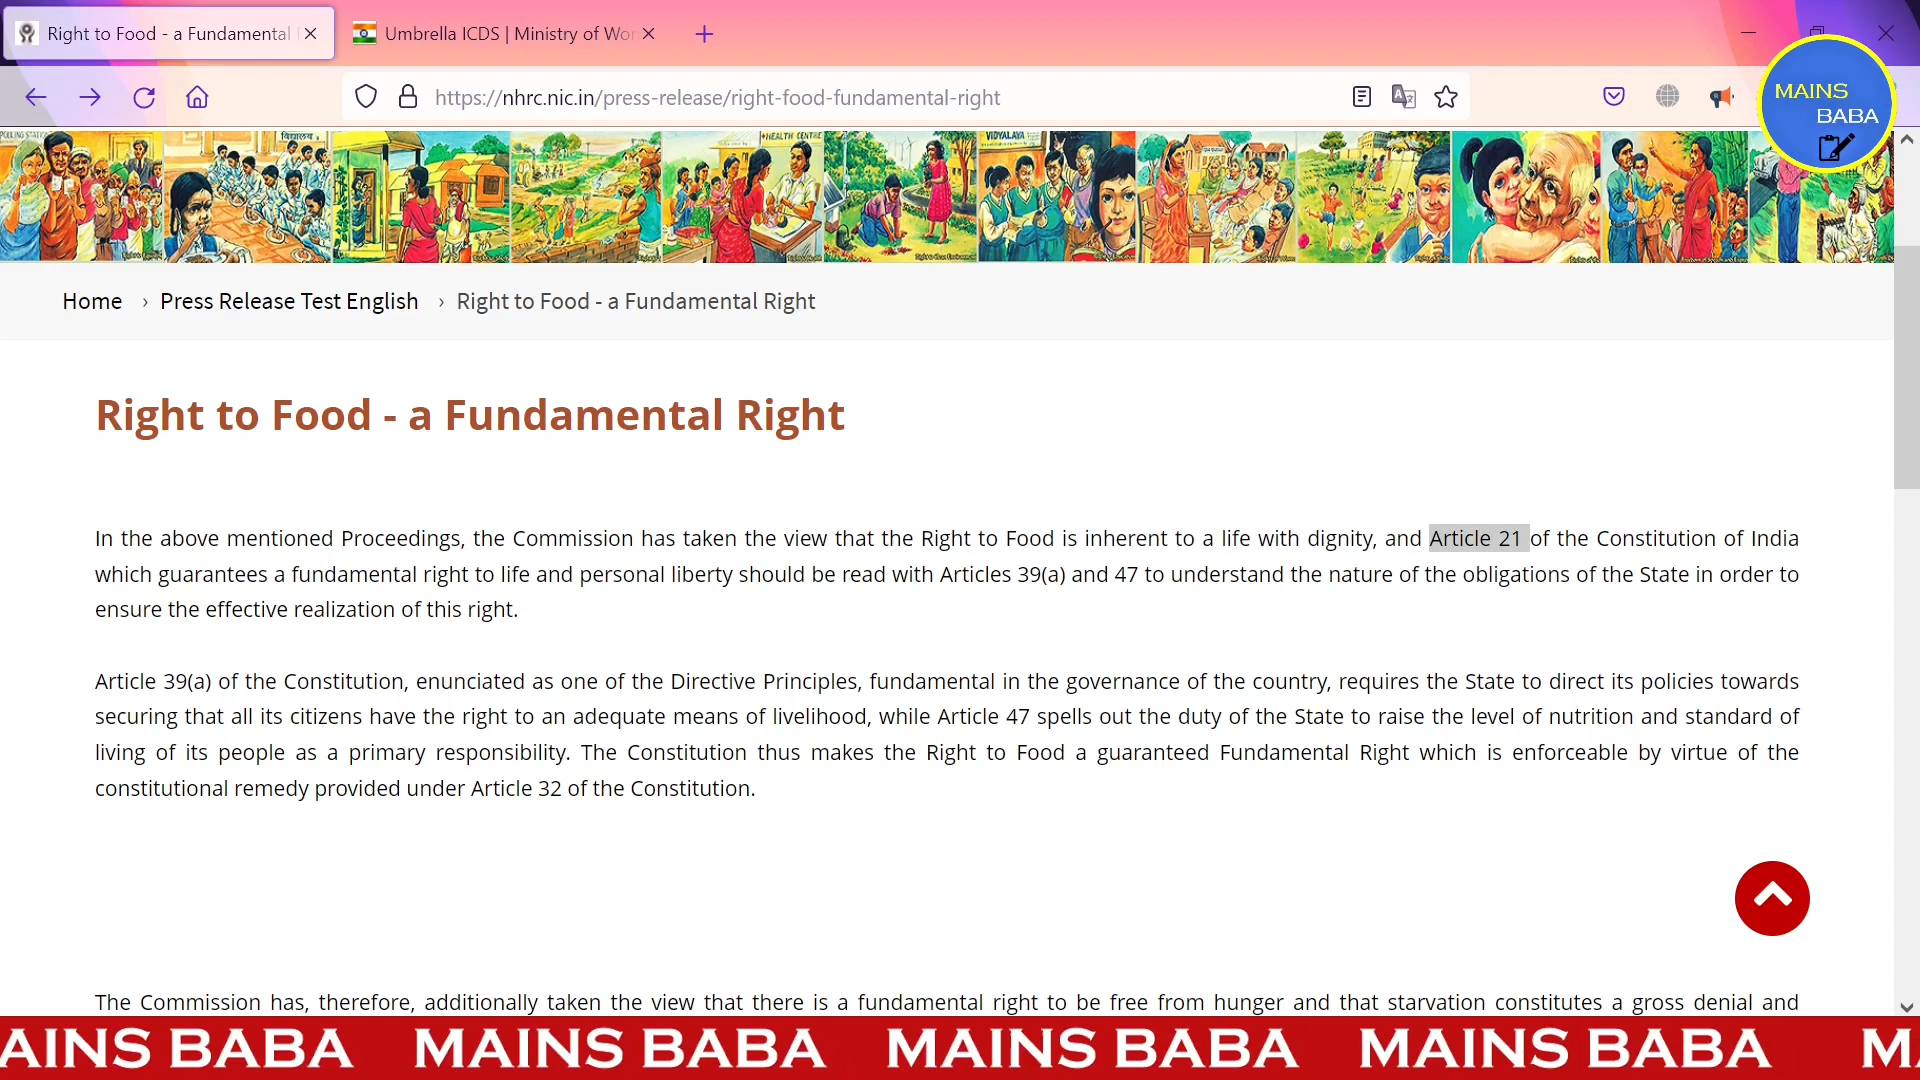 Right to Food - a Fundamental
Umbrella ICDS | Ministry of Wo
https://nhrc.nic.in/press-release/right-food-fundamental-right
MAINS
BABA
HEALTH CENTRE
VIDYALAYA
विद्यालय
Home › Press Release Test English › Right to Food - a Fundamental Right
Right to Food - a Fundamental Right
In the above mentioned Proceedings, the Commission has taken the view that the Right to Food is inherent to a life with dignity, and Article 21 of the Constitution of India
which guarantees a fundamental right to life and personal liberty should be read with Articles 39(a) and 47 to understand the nature of the obligations of the State in order to
ensure the effective realization of this right.
Article 39(a) of the Constitution, enunciated as one of the Directive Principles, fundamental in the governance of the country, requires the State to direct its policies towards
securing that all its citizens have the right to an adequate means of livelihood, while Article 47 spells out the duty of the State to raise the level of nutrition and standard of
living of its people as a primary responsibility. The Constitution thus makes the Right to Food a guaranteed Fundamental Right which is enforceable by virtue of the
constitutional remedy provided under Article 32 of the Constitution.
The Commission has, therefore, additionally taken the view that there is a fundamental right to be free from hunger and that starvation constitutes a gross denial and
AINS BABA MAINS BABA MAINS BABA MAINS BABA M